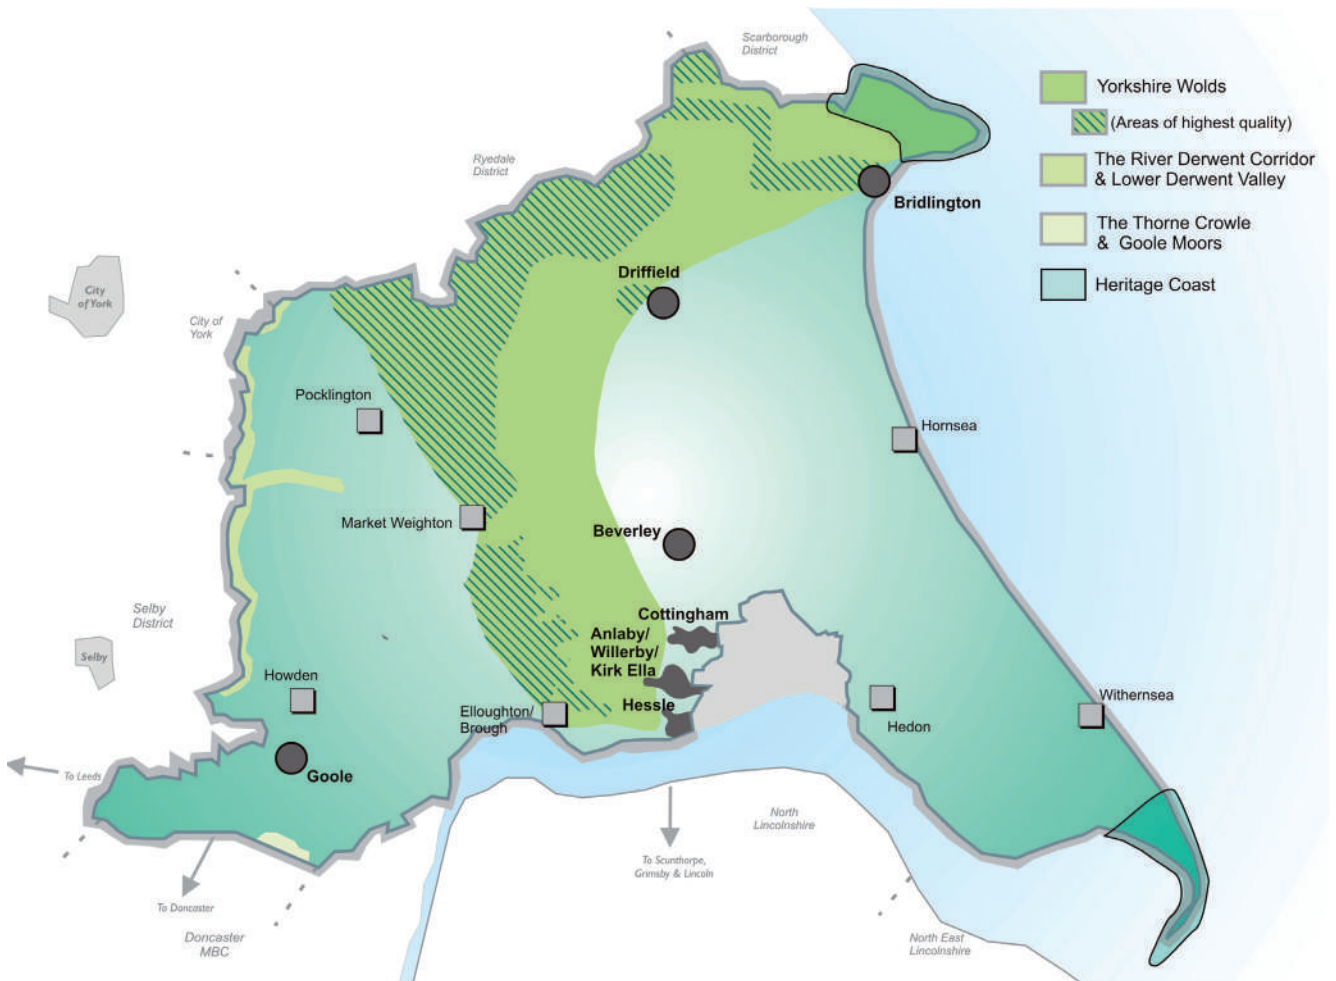 Scarborough
District
Yorkshire Wolds
(Areas of highest quality)
The River Derwent Corridor
& Lower Derwent Valley
The Thorne Crowle
& Goole Moors
Heritage Coast
Ryedale
District
Bridlington
Driffield
City
of York
City of
York
Pocklington
Hornsea
Market Weighton
Beverley
Selby
District
Cottingham
Anlaby/
Willerby/
Kirk Ella
Selby
Howden
Hessle
Elloughton/
Brough
Withernsea
Hedon
To Leeds
Goole
North
Lincolnshire
To Scunthorpe,
Grimsby & Lincoln
To Doncaster
Doncaster
MBC
North East
Lincolnshire